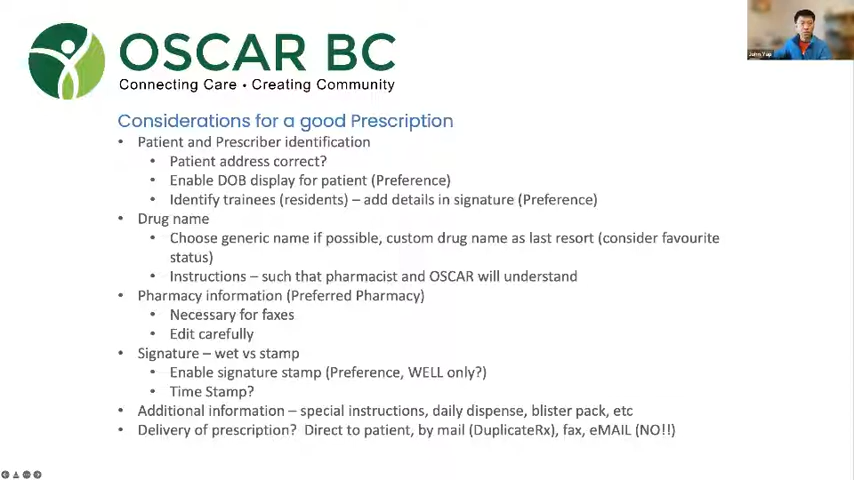 OSCAR BC
Connecting Care • Creating Community
John Yap
Considerations for a good Prescription
• Patient and Prescriber identification
• Patient address correct?
• Enable DOB display for patient (Preference)
• Identify trainees (residents) – add details in signature (Preference)
• Drug name
• Choose generic name if possible, custom drug name as last resort (consider favourite
status)
• Instructions – such that pharmacist and OSCAR will understand
• Pharmacy information (Preferred Pharmacy)
• Necessary for faxes
• Edit carefully
• Signature – wet vs stamp
• Enable signature stamp (Preference, WELL only?)
• Time Stamp?
• Additional information – special instructions, daily dispense, blister pack, etc
• Delivery of prescription? Direct to patient, by mail (DuplicateRx), fax, eMAIL (NO!!)